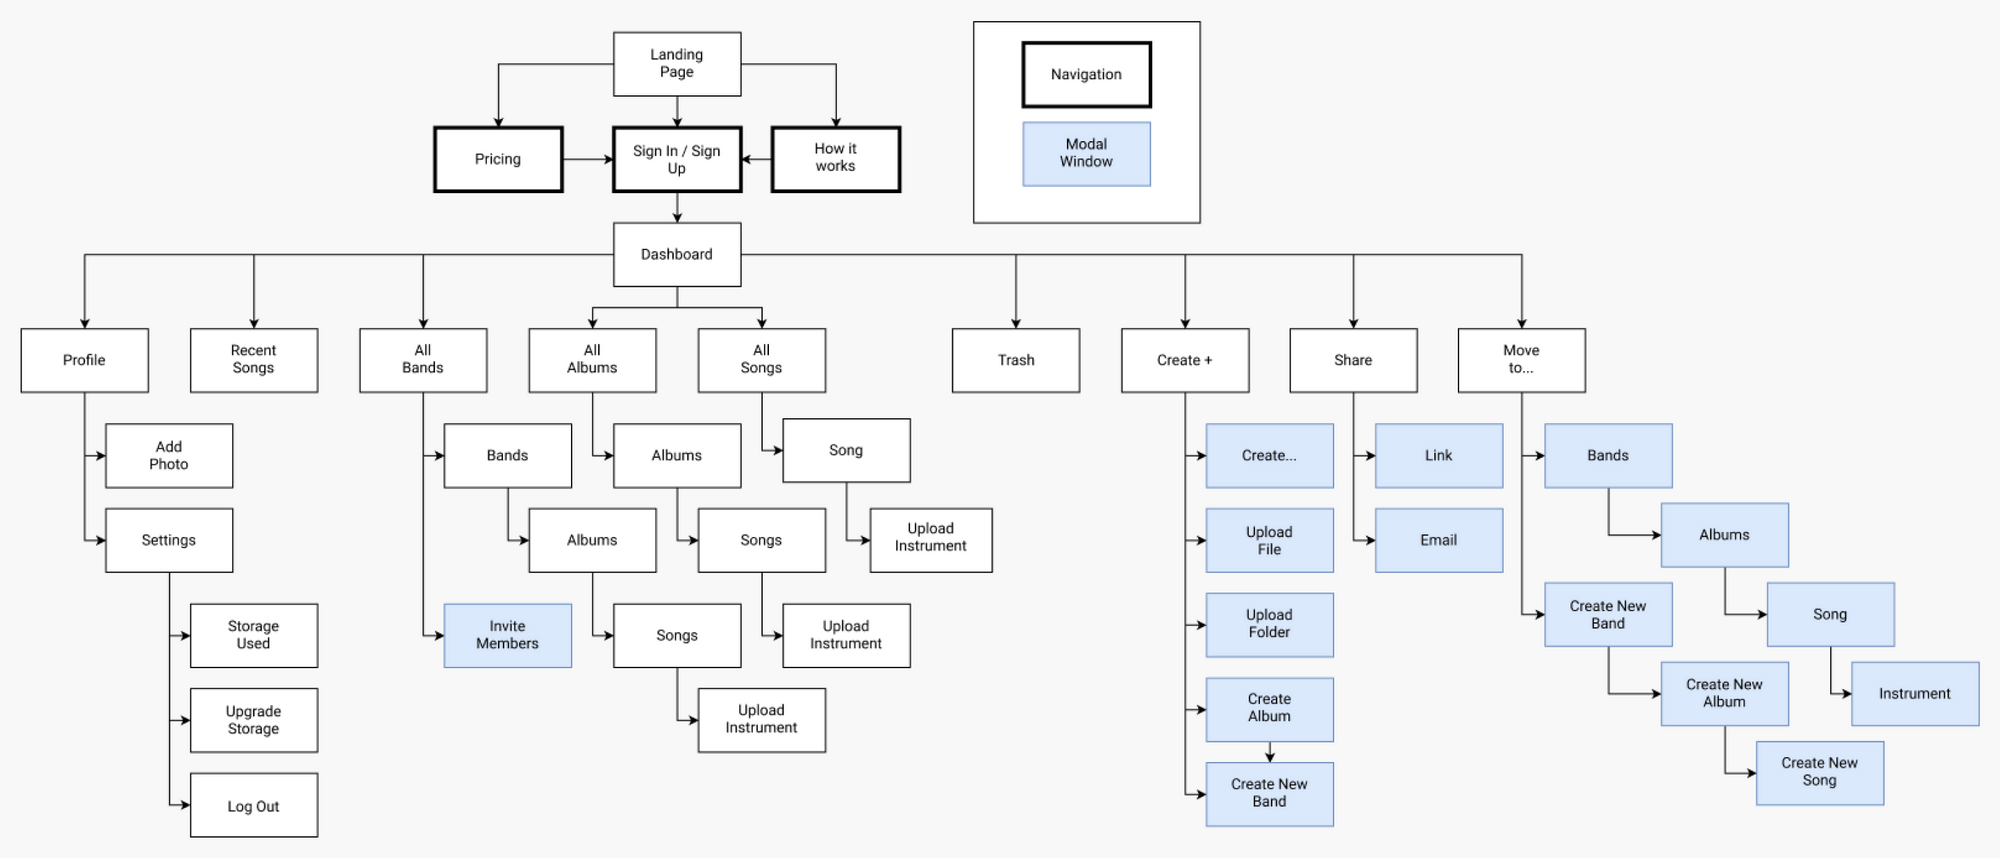 Landing
Page
Navigation
Pricing
Sign In / Sign
Up
How it
works
Modal
Window
Dashboard
Profile
Recent
Songs
All
Bands
All
Albums
All
Songs
Trash
Create +
Share
Move
to...
Add
Photo
Bands
Albums
Song
Create...
Link
Bands
Settings
Albums
Songs
Upload
Instrument
Upload
File
Email
Albums
Storage
Used
Invite
Members
Songs
Upload
Instrument
Upload
Folder
Create New
Band
Song
Upgrade
Storage
Upload
Instrument
Create
Album
Create New
Album
Instrument
Log Out
Create New
Band
Create New
Song